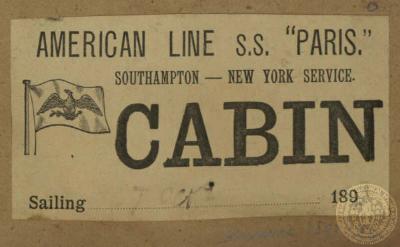 AMERICAN LINE S.S. "PARIS."
SOUTHAMPTON — NEW YORK SERVICE.
CABIN
Sailing 189